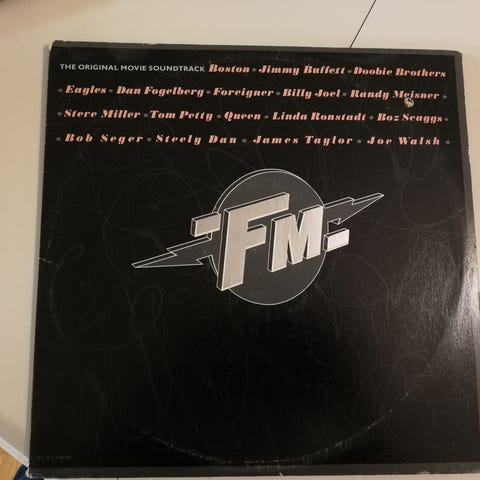 THE ORIGINAL MOVIE SOUNDTRACK Boston • Jimmy Buffett • Doobie Brothers
• Eagles • Dan Fogelberg • Foreigner • Billy Joel • Randy Meisner •
• Steve Miller • Tom Petty • Queen • Linda Ronstadt • Boz Scaggs •
• Bob Seger • Steely Dan • James Taylor • Joe Walsh •
FM